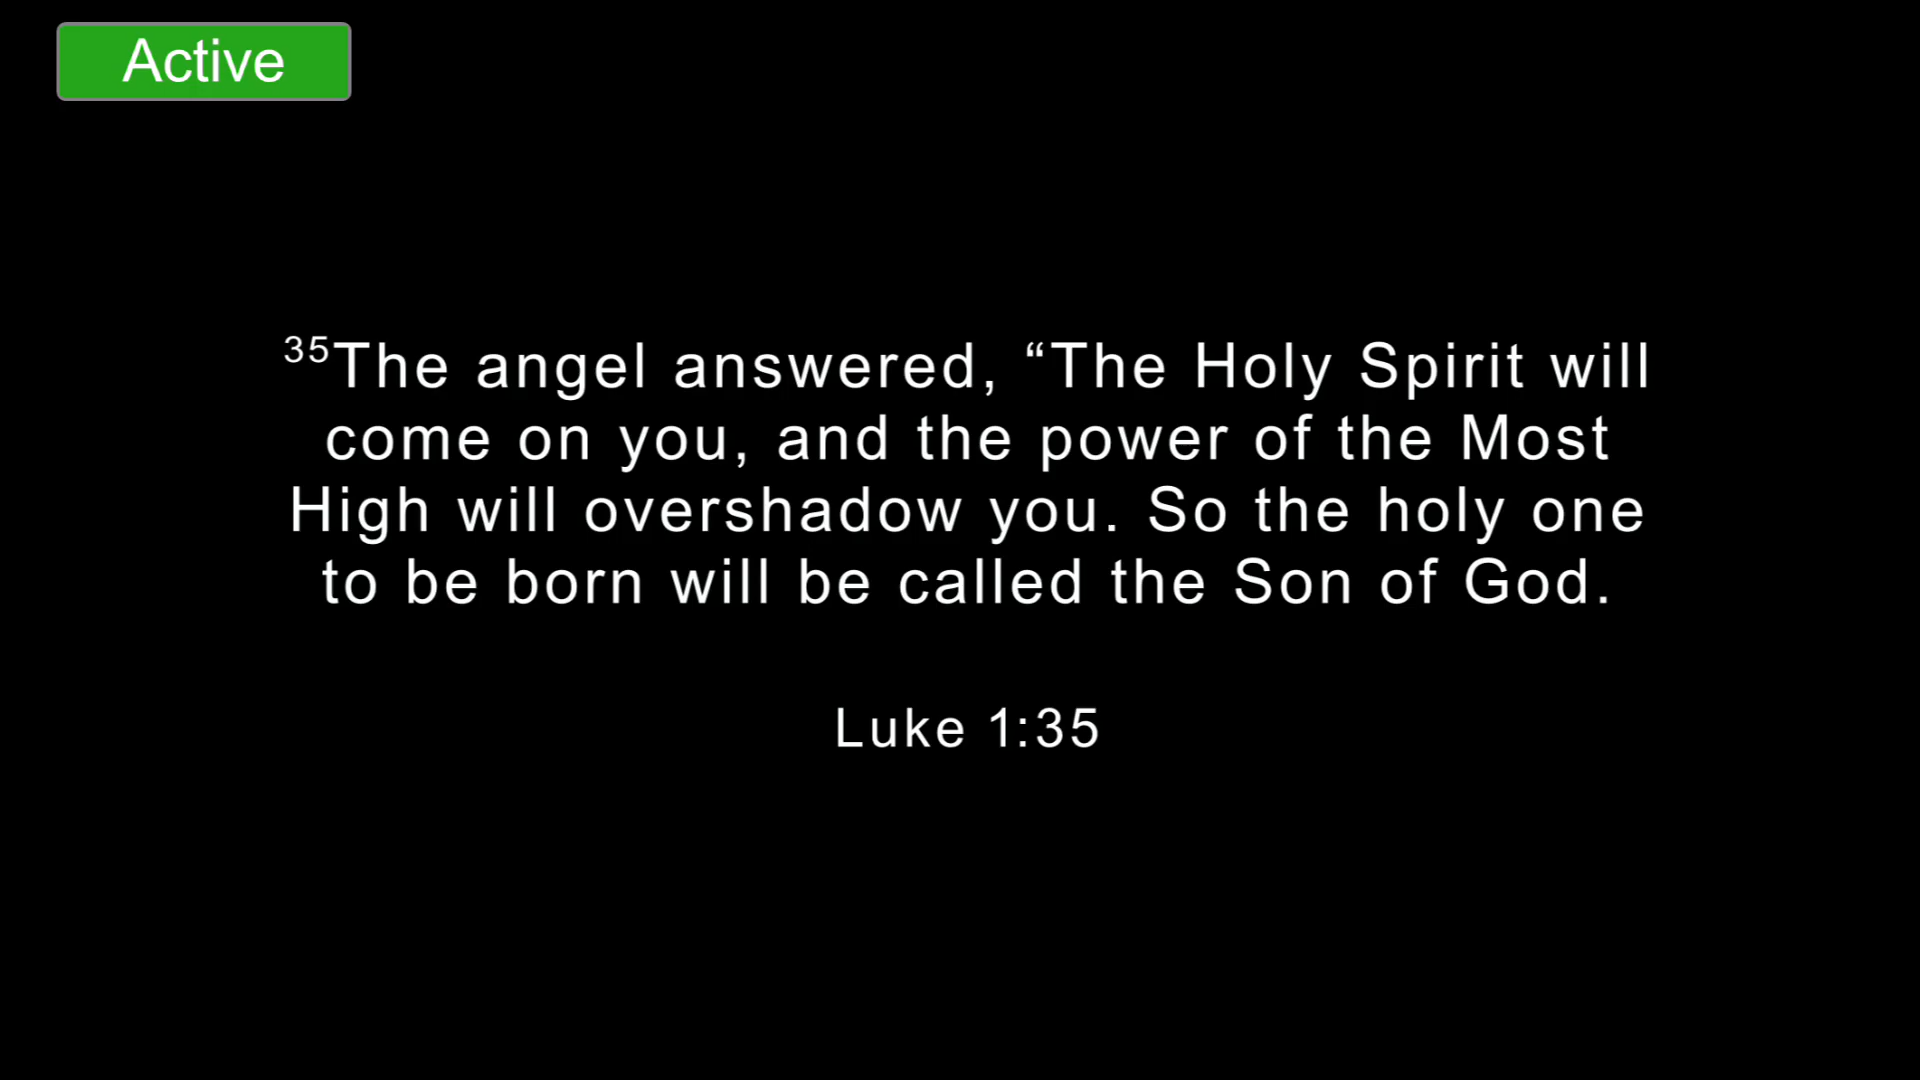 Active
35The angel answered, “The Holy Spirit will
come on you, and the power of the Most
High will overshadow you. So the holy one
to be born will be called the Son of God.
Luke 1:35